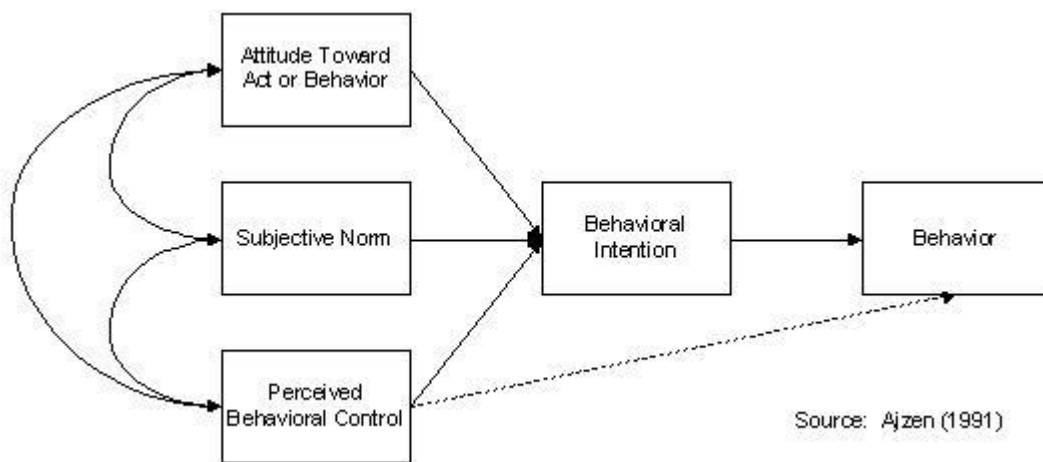 Attitude Toward
Act or Behavior
Subjective Norm
Behavioral
Intention
Behavior
Perceived
Behavioral Control
Source: Ajzen (1991)